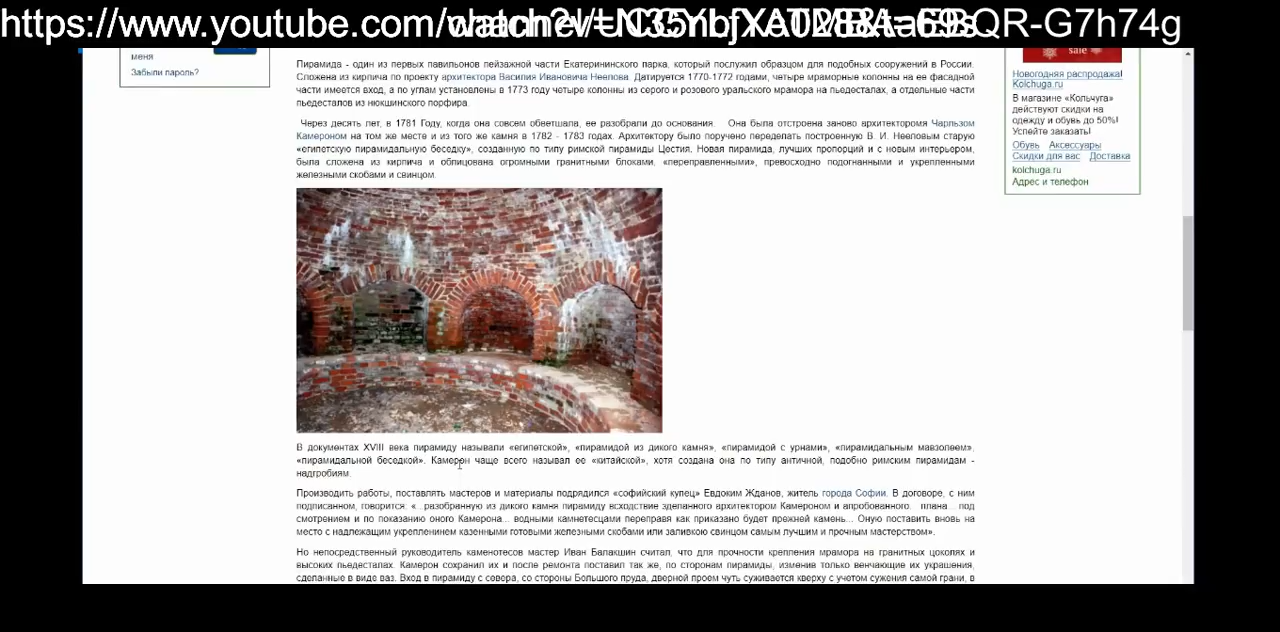 https://www.youtube.com/
меня
Забыли пароль?
Пирамида - один из первых павильонов пейзажной части Екатерининского парка, который послужил образцом для подобных сооружений в России.
Сложена из кирпича по проекту архитектора Василия Ивановича Неелова. Датируется 1770-1772 годами, четыре мраморные колонны на ее фасадной
части имеется вход, а по углам установлены в 1773 году четыре колонны из серого и розового уральского мрамора на пьедесталах, а отдельные части
пьедесталов из нюкшинского порфира.
Через десять лет, в 1781 Году, когда она совсем обветшала, ее разобрали до основания. Она была отстроена заново архитектором Чарльзом
Камероном на том же месте и из того же камня в 1782 - 1783 годах. Архитектору было поручено переделать построенную В. И. Нееловым старую
«египетскую пирамидальную беседку», созданную по типу римской пирамиды Цестия. Новая пирамида, лучших пропорций и с новым интерьером,
была сложена из кирпича и облицована огромными гранитными блоками, «переправленными», превосходно подогнанными и укрепленными
железными скобами и свинцом.
В документах XVIII века пирамиду называли «египетской», «пирамидой из дикого камня», «пирамидой с урнами», «пирамидальным мавзолеем»,
«пирамидальной беседкой». Камерон чаще всего называл ее «китайской», хотя создана она по типу античной, подобно римским пирамидам -
надгробиям.
Производить работы, поставлять мастеров и материалы подрядился «софийский купец» Евдоким Жданов, житель города Софии. В договоре, с ним
подписанном, говорится: «...разобранную из дикого камня пирамиду всходствие зделанного архитектором Камероном и апробованного... плана... под
смотрением и по показанию оного Камерона... водными камнетесцами переправя как приказано будет прежней камень... Оную поставить вновь на
место с надлежащим укреплением казенными готовыми железными скобами или заливкою свинцом самым лучшим и прочным мастерством».
Но непосредственный руководитель каменотесов мастер Иван Балакшин считал, что для прочности крепления мрамора на гранитных цоколях и
высоких пьедесталах. Камерон сохранил их и после ремонта поставил так же, по сторонам пирамиды, изменив только венчающие их украшения,
сделанные в виде ваз. Вход в пирамиду с севера, со стороны Большого пруда, дверной проем чуть суживается кверху с учетом сужения самой грани, в
sale
Новогодняя распродажа!
Kolchuga.ru
В магазине «Кольчуга»
действуют скидки на
одежду и обувь до 50%!
Успейте заказать!
Обувь Аксессуары
Скидки для вас Доставка
kolchuga.ru
Адрес и телефон